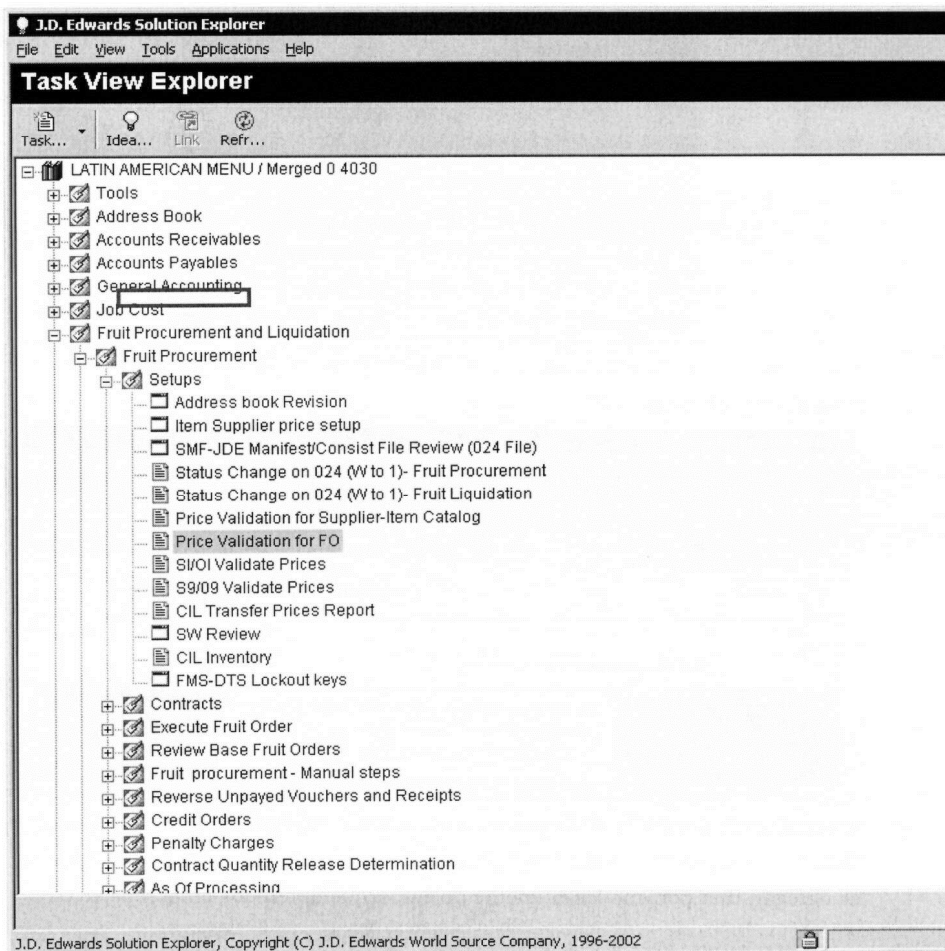 J.D. Edwards Solution Explorer
File Edit View Tools Applications Help
Task View Explorer
Task... Idea... Link Refr...
LATIN AMERICAN MENU / Merged 0 4030
Tools
Address Book
Accounts Receivables
Accounts Payables
General Accounting
Job Cost
Fruit Procurement and Liquidation
Fruit Procurement
Setups
Address book Revision
Item Supplier price setup
SMF-JDE Manifest/Consist File Review (024 File)
Status Change on 024 (W to 1)- Fruit Procurement
Status Change on 024 (W to 1)- Fruit Liquidation
Price Validation for Supplier-Item Catalog
Price Validation for FO
SI/OI Validate Prices
S9/09 Validate Prices
CIL Transfer Prices Report
SW Review
CIL Inventory
FMS-DTS Lockout keys
Contracts
Execute Fruit Order
Review Base Fruit Orders
Fruit procurement - Manual steps
Reverse Unpayed Vouchers and Receipts
Credit Orders
Penalty Charges
Contract Quantity Release Determination
As Of Processing
J.D. Edwards Solution Explorer, Copyright (C) J.D. Edwards World Source Company, 1996-2002